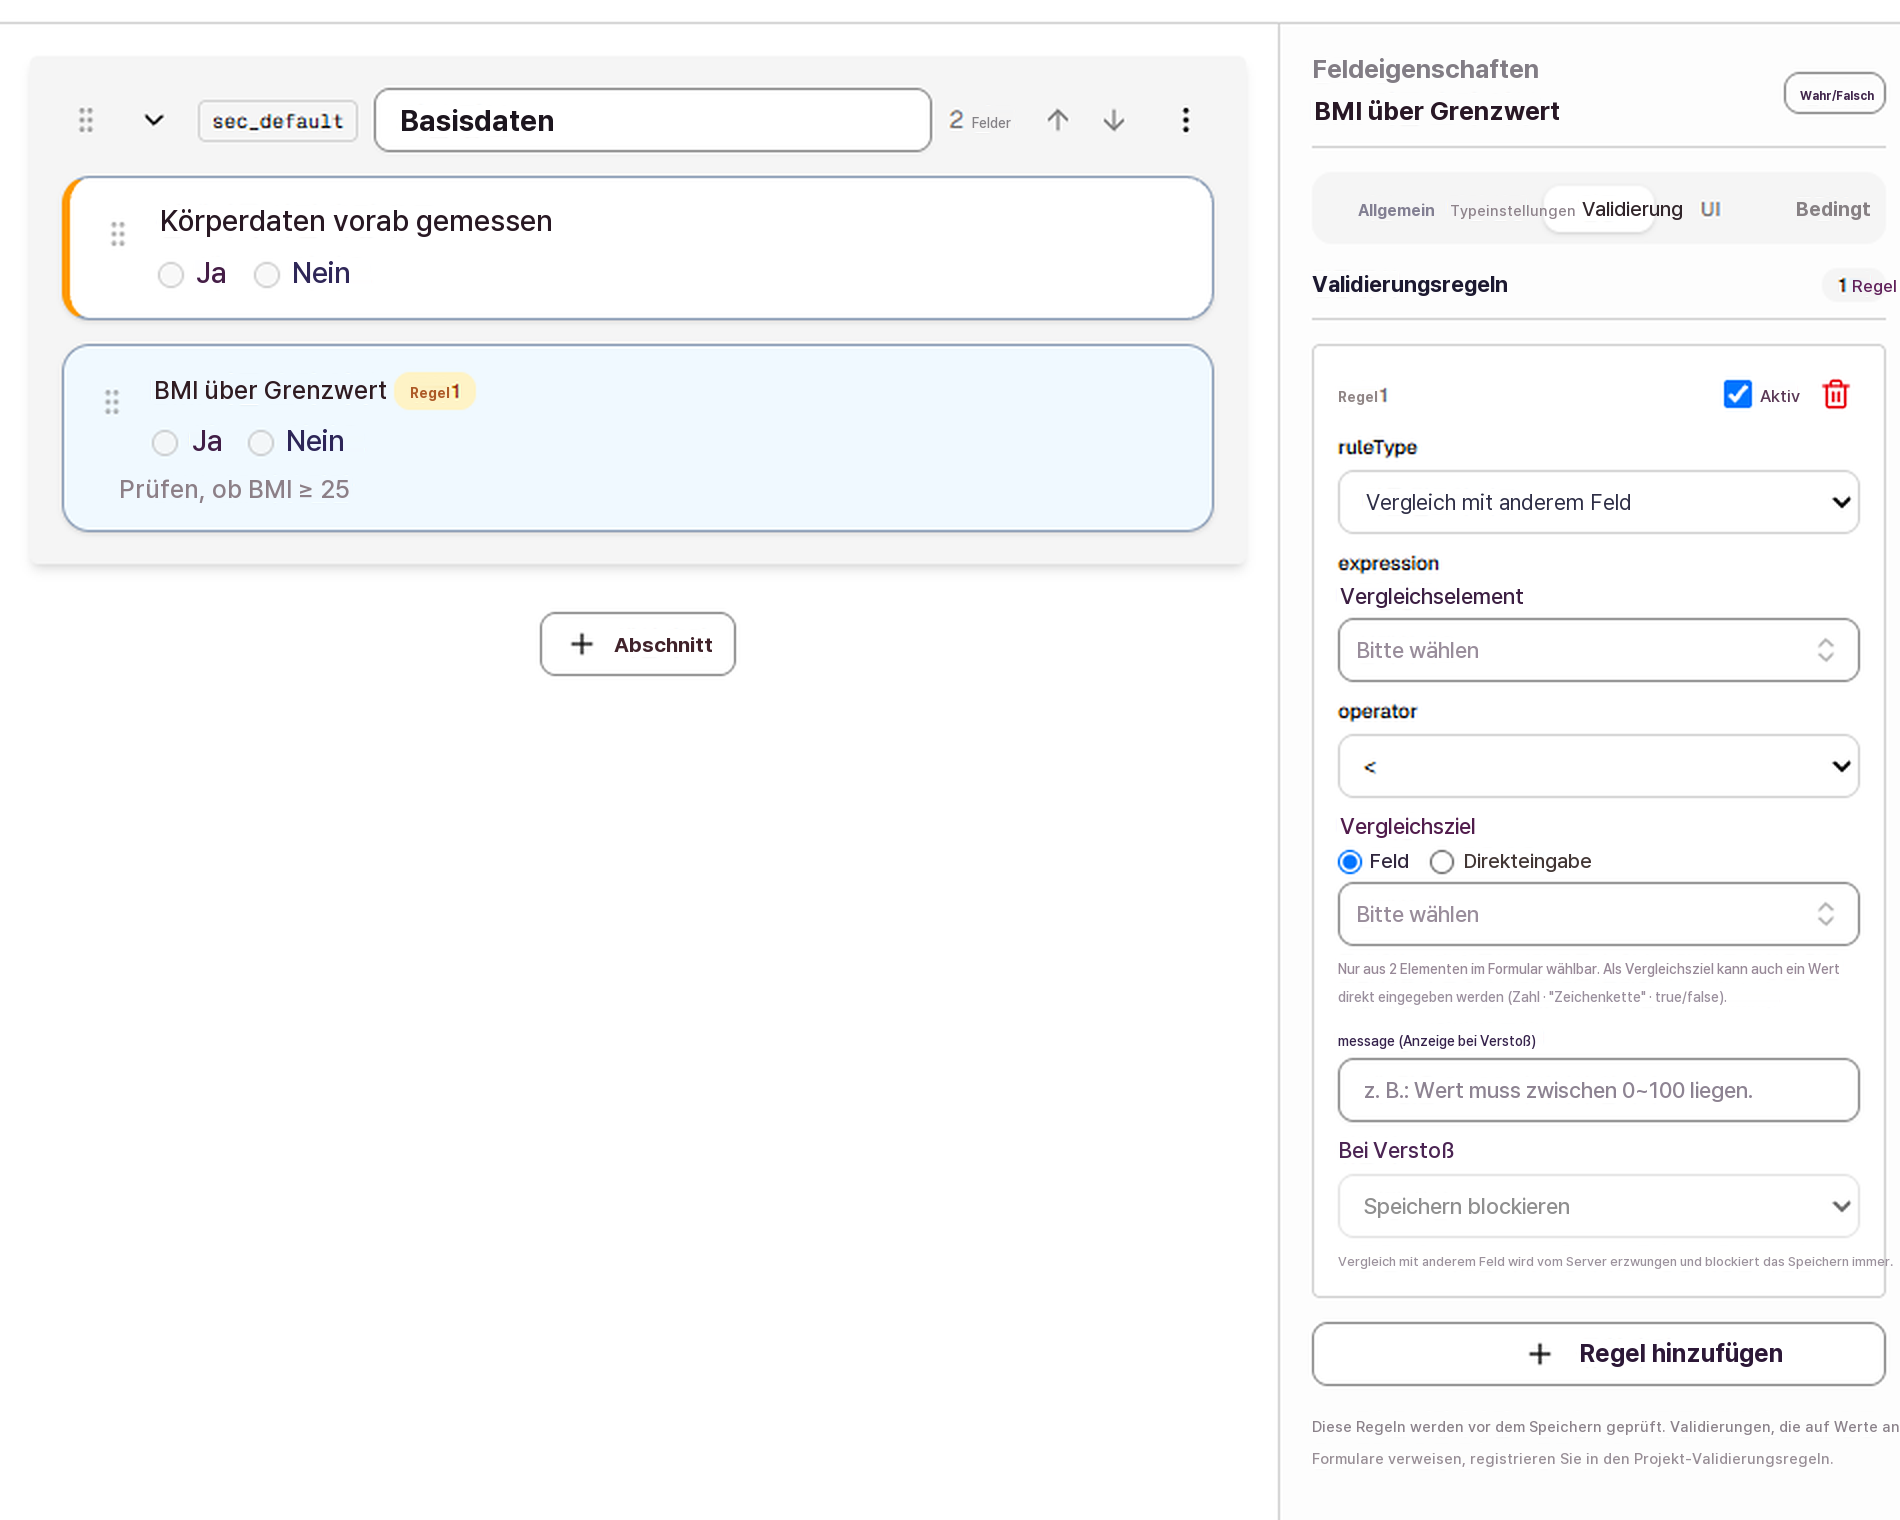 sec_default
Basisdaten
2 Felder
Körperdaten vorab gemessen
Ja Nein
BMI über Grenzwert Regel 1
Ja Nein
Prüfen, ob BMI ≥ 25
+ Abschnitt
Feldeigenschaften
BMI über Grenzwert
Wahr/Falsch
Allgemein Typeinstellungen Validierung UI Bedingt
Validierungsregeln
1 Regel
Regel 1
Aktiv
ruleType
Vergleich mit anderem Feld
expression
Vergleichselement
Bitte wählen
operator
<
Vergleichsziel
Feld Direkteingabe
Bitte wählen
Nur aus 2 Elementen im Formular wählbar. Als Vergleichsziel kann auch ein Wert
direkt eingegeben werden (Zahl · "Zeichenkette" · true/false).
message (Anzeige bei Verstoß)
z. B.: Wert muss zwischen 0~100 liegen.
Bei Verstoß
Speichern blockieren
Vergleich mit anderem Feld wird vom Server erzwungen und blockiert das Speichern immer.
+ Regel hinzufügen
Diese Regeln werden vor dem Speichern geprüft. Validierungen, die auf Werte an
Formulare verweisen, registrieren Sie in den Projekt-Validierungsregeln.